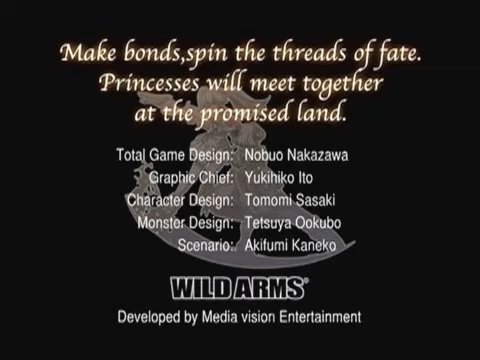 Make bonds,spin the threads of fate.
Princesses will meet together
at the promised land.
Total Game Design: Nobuo Nakazawa
Graphic Chief: Yukihiko Ito
Character Design: Tomomi Sasaki
Monster Design: Tetsuya Ookubo
Scenario: Akifumi Kaneko
WILD ARMS®
Developed by Media vision Entertainment